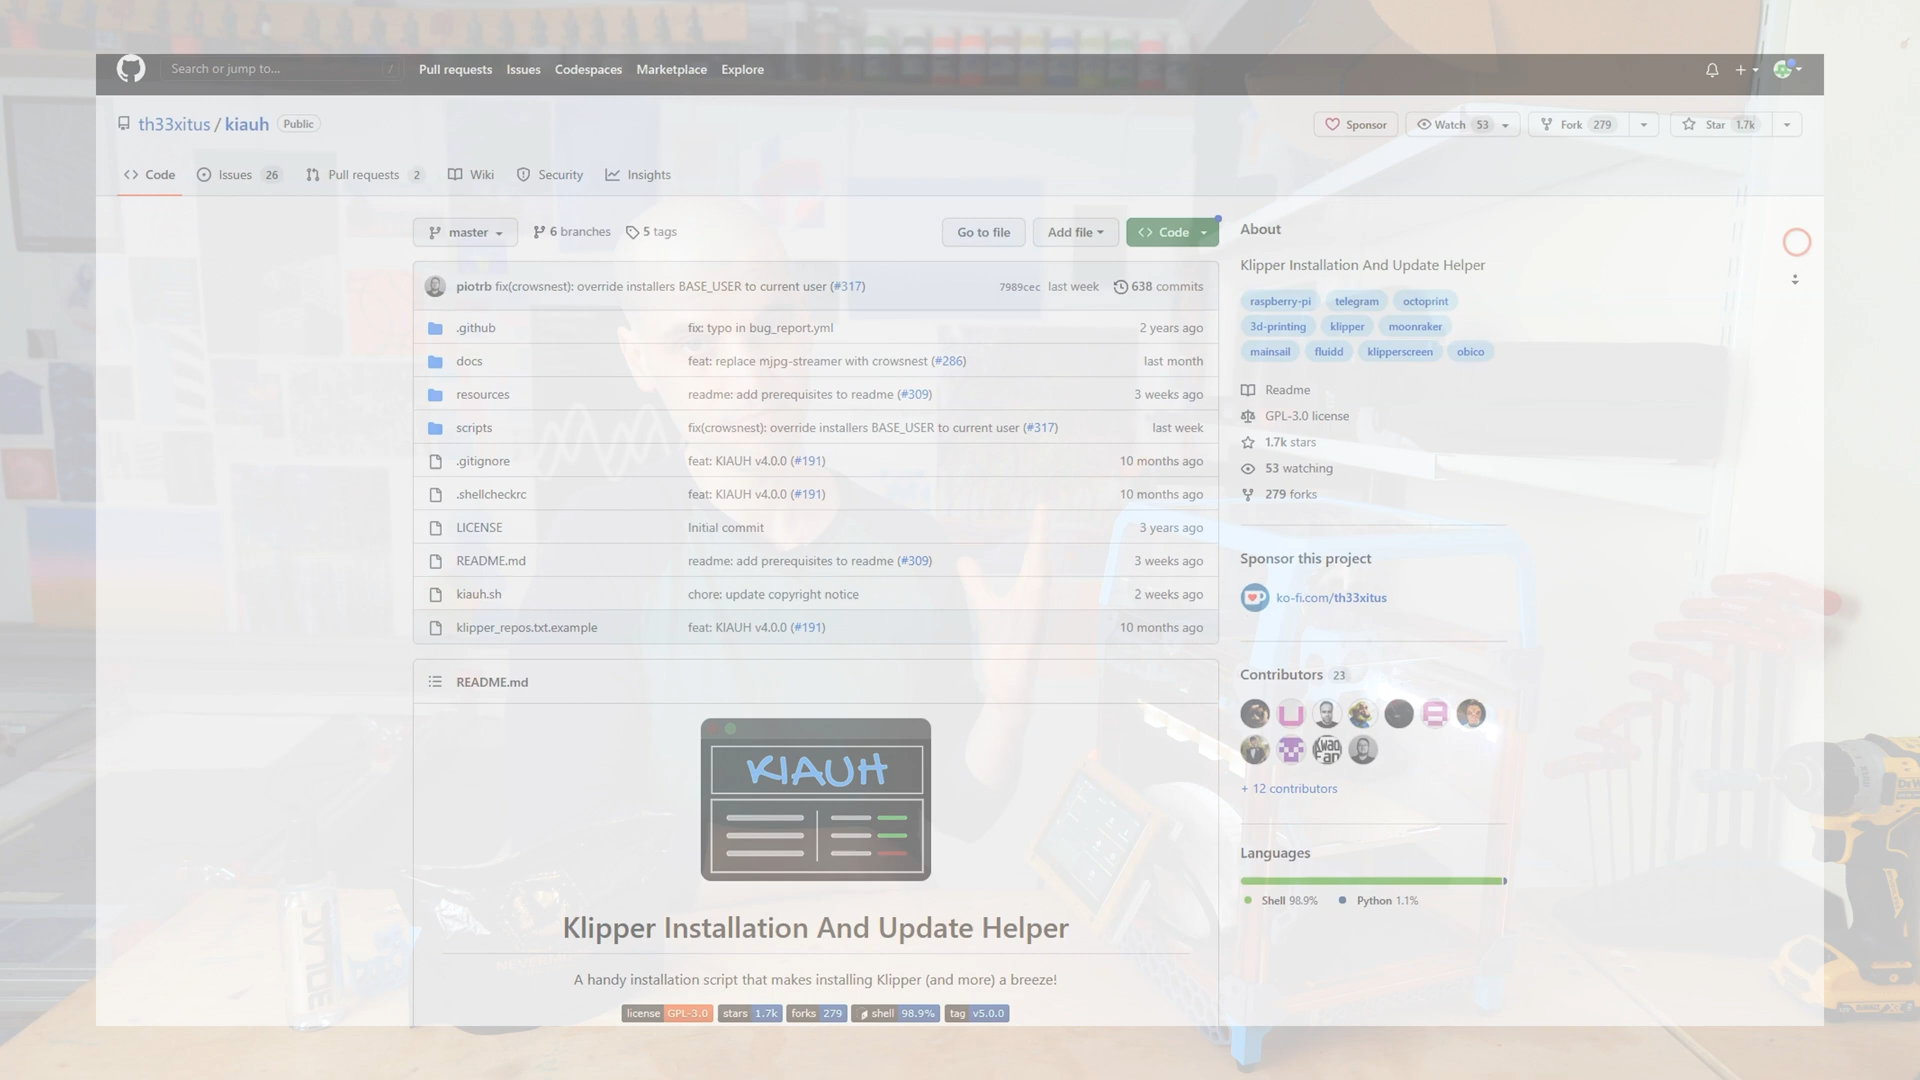 Search or jump to... /
Pull requests Issues Codespaces Marketplace Explore
th33xitus / kiauh Public
Sponsor Watch 53 Fork 279 Star 1.7k
Code Issues 26 Pull requests 2 Wiki Security Insights
master 6 branches 5 tags Go to file Add file Code
piotrb fix(crowsnest): override installers BASE_USER to current user (#317) 7989cec last week 638 commits
.github fix: typo in bug_report.yml 2 years ago
docs feat: replace mjpg-streamer with crowsnest (#286) last month
resources readme: add prerequisites to readme (#309) 3 weeks ago
scripts fix(crowsnest): override installers BASE_USER to current user (#317) last week
.gitignore feat: KIAUH v4.0.0 (#191) 10 months ago
.shellcheckrc feat: KIAUH v4.0.0 (#191) 10 months ago
LICENSE Initial commit 3 years ago
README.md readme: add prerequisites to readme (#309) 3 weeks ago
kiauh.sh chore: update copyright notice 2 weeks ago
klipper_repos.txt.example feat: KIAUH v4.0.0 (#191) 10 months ago
README.md
KIAUH
Klipper Installation And Update Helper
A handy installation script that makes installing Klipper (and more) a breeze!
license GPL-3.0 stars 1.7k forks 279 shell 98.9% tag v5.0.0
About
Klipper Installation And Update Helper
raspberry-pi telegram octoprint
3d-printing klipper moonraker
mainsail fluidd klipperscreen obico
Readme
GPL-3.0 license
1.7k stars
53 watching
279 forks
Sponsor this project
ko-fi.com/th33xitus
Contributors 23
+ 12 contributors
Languages
Shell 98.9% Python 1.1%